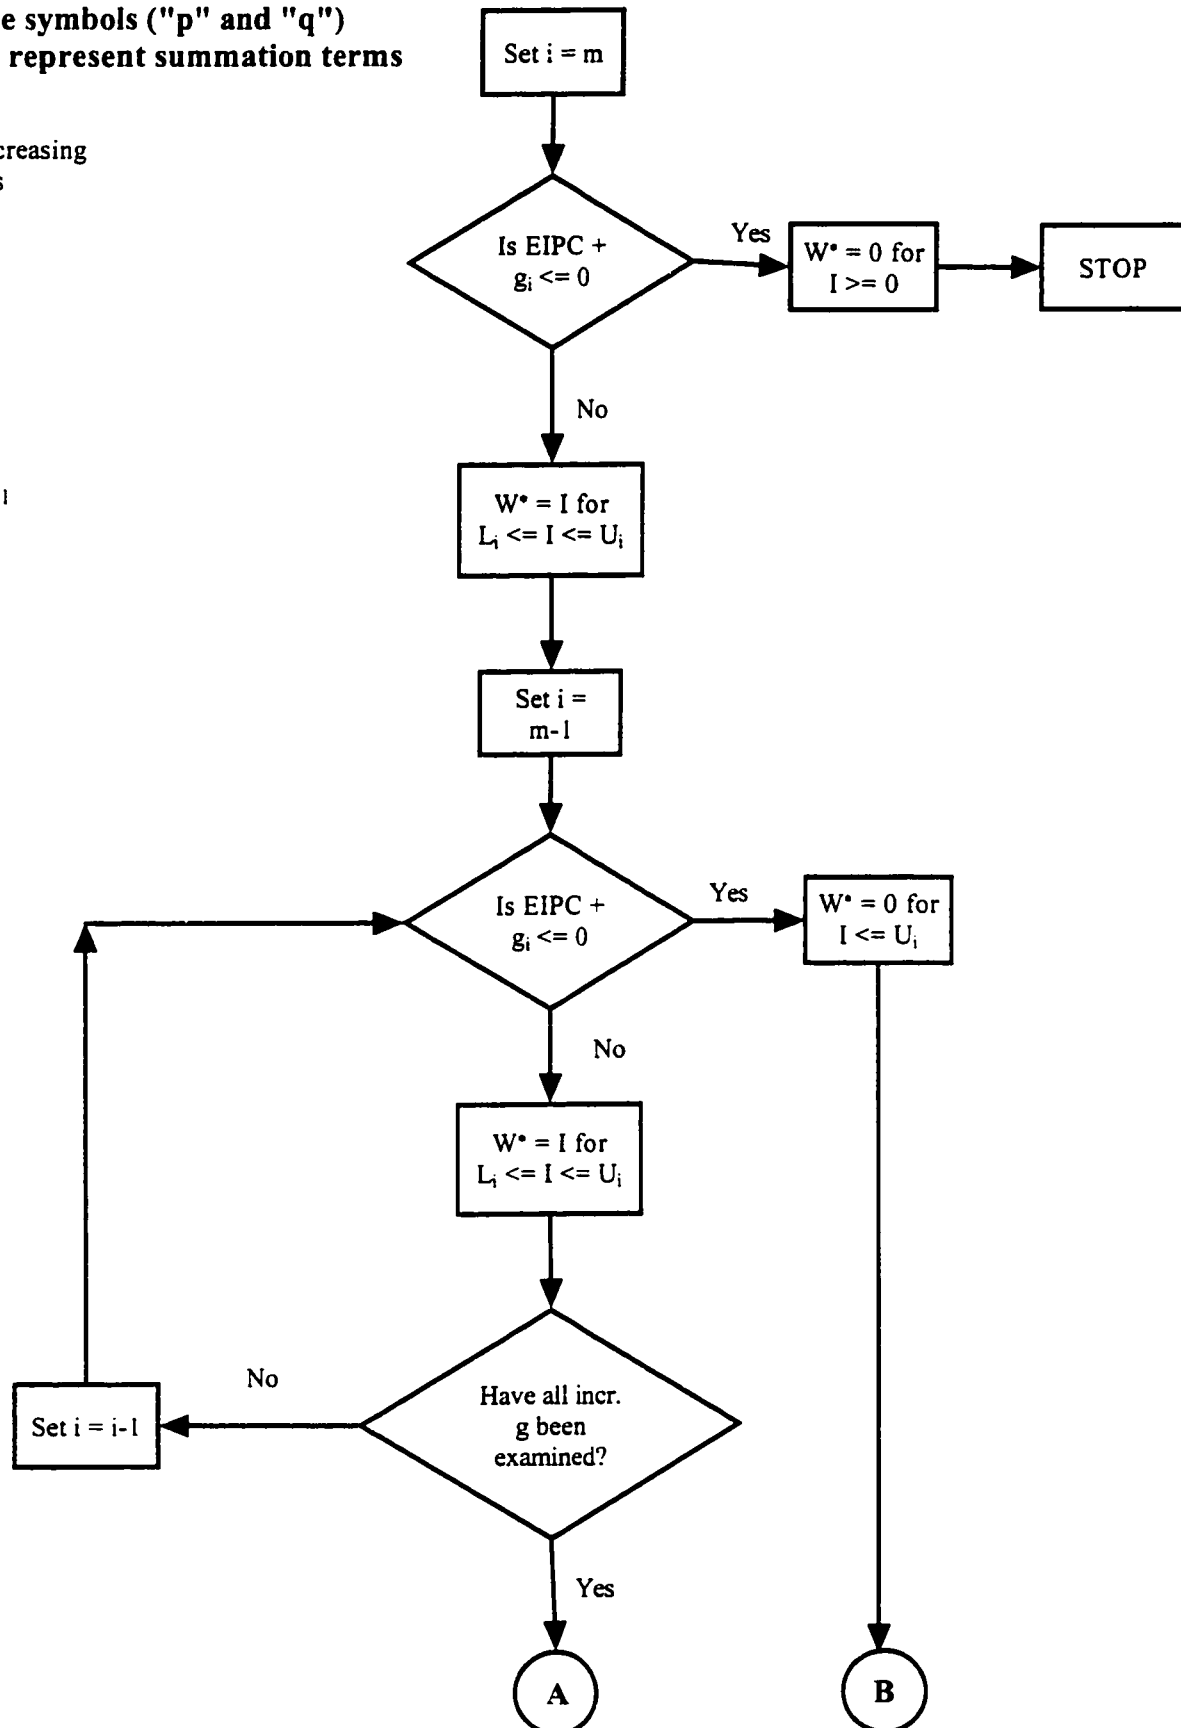 e symbols ("p" and "q")
represent summation terms
creasing
s
1
Set i = m
Is EIPC +
gi <= 0
Yes
W* = 0 for
I >= 0
STOP
No
W* = I for
Li <= I <= Ui
Set i =
m-1
Is EIPC +
gi <= 0
Yes
W* = 0 for
I <= Ui
No
W* = I for
Li <= I <= Ui
Have all incr.
g been
examined?
No
Set i = i-1
Yes
A
B